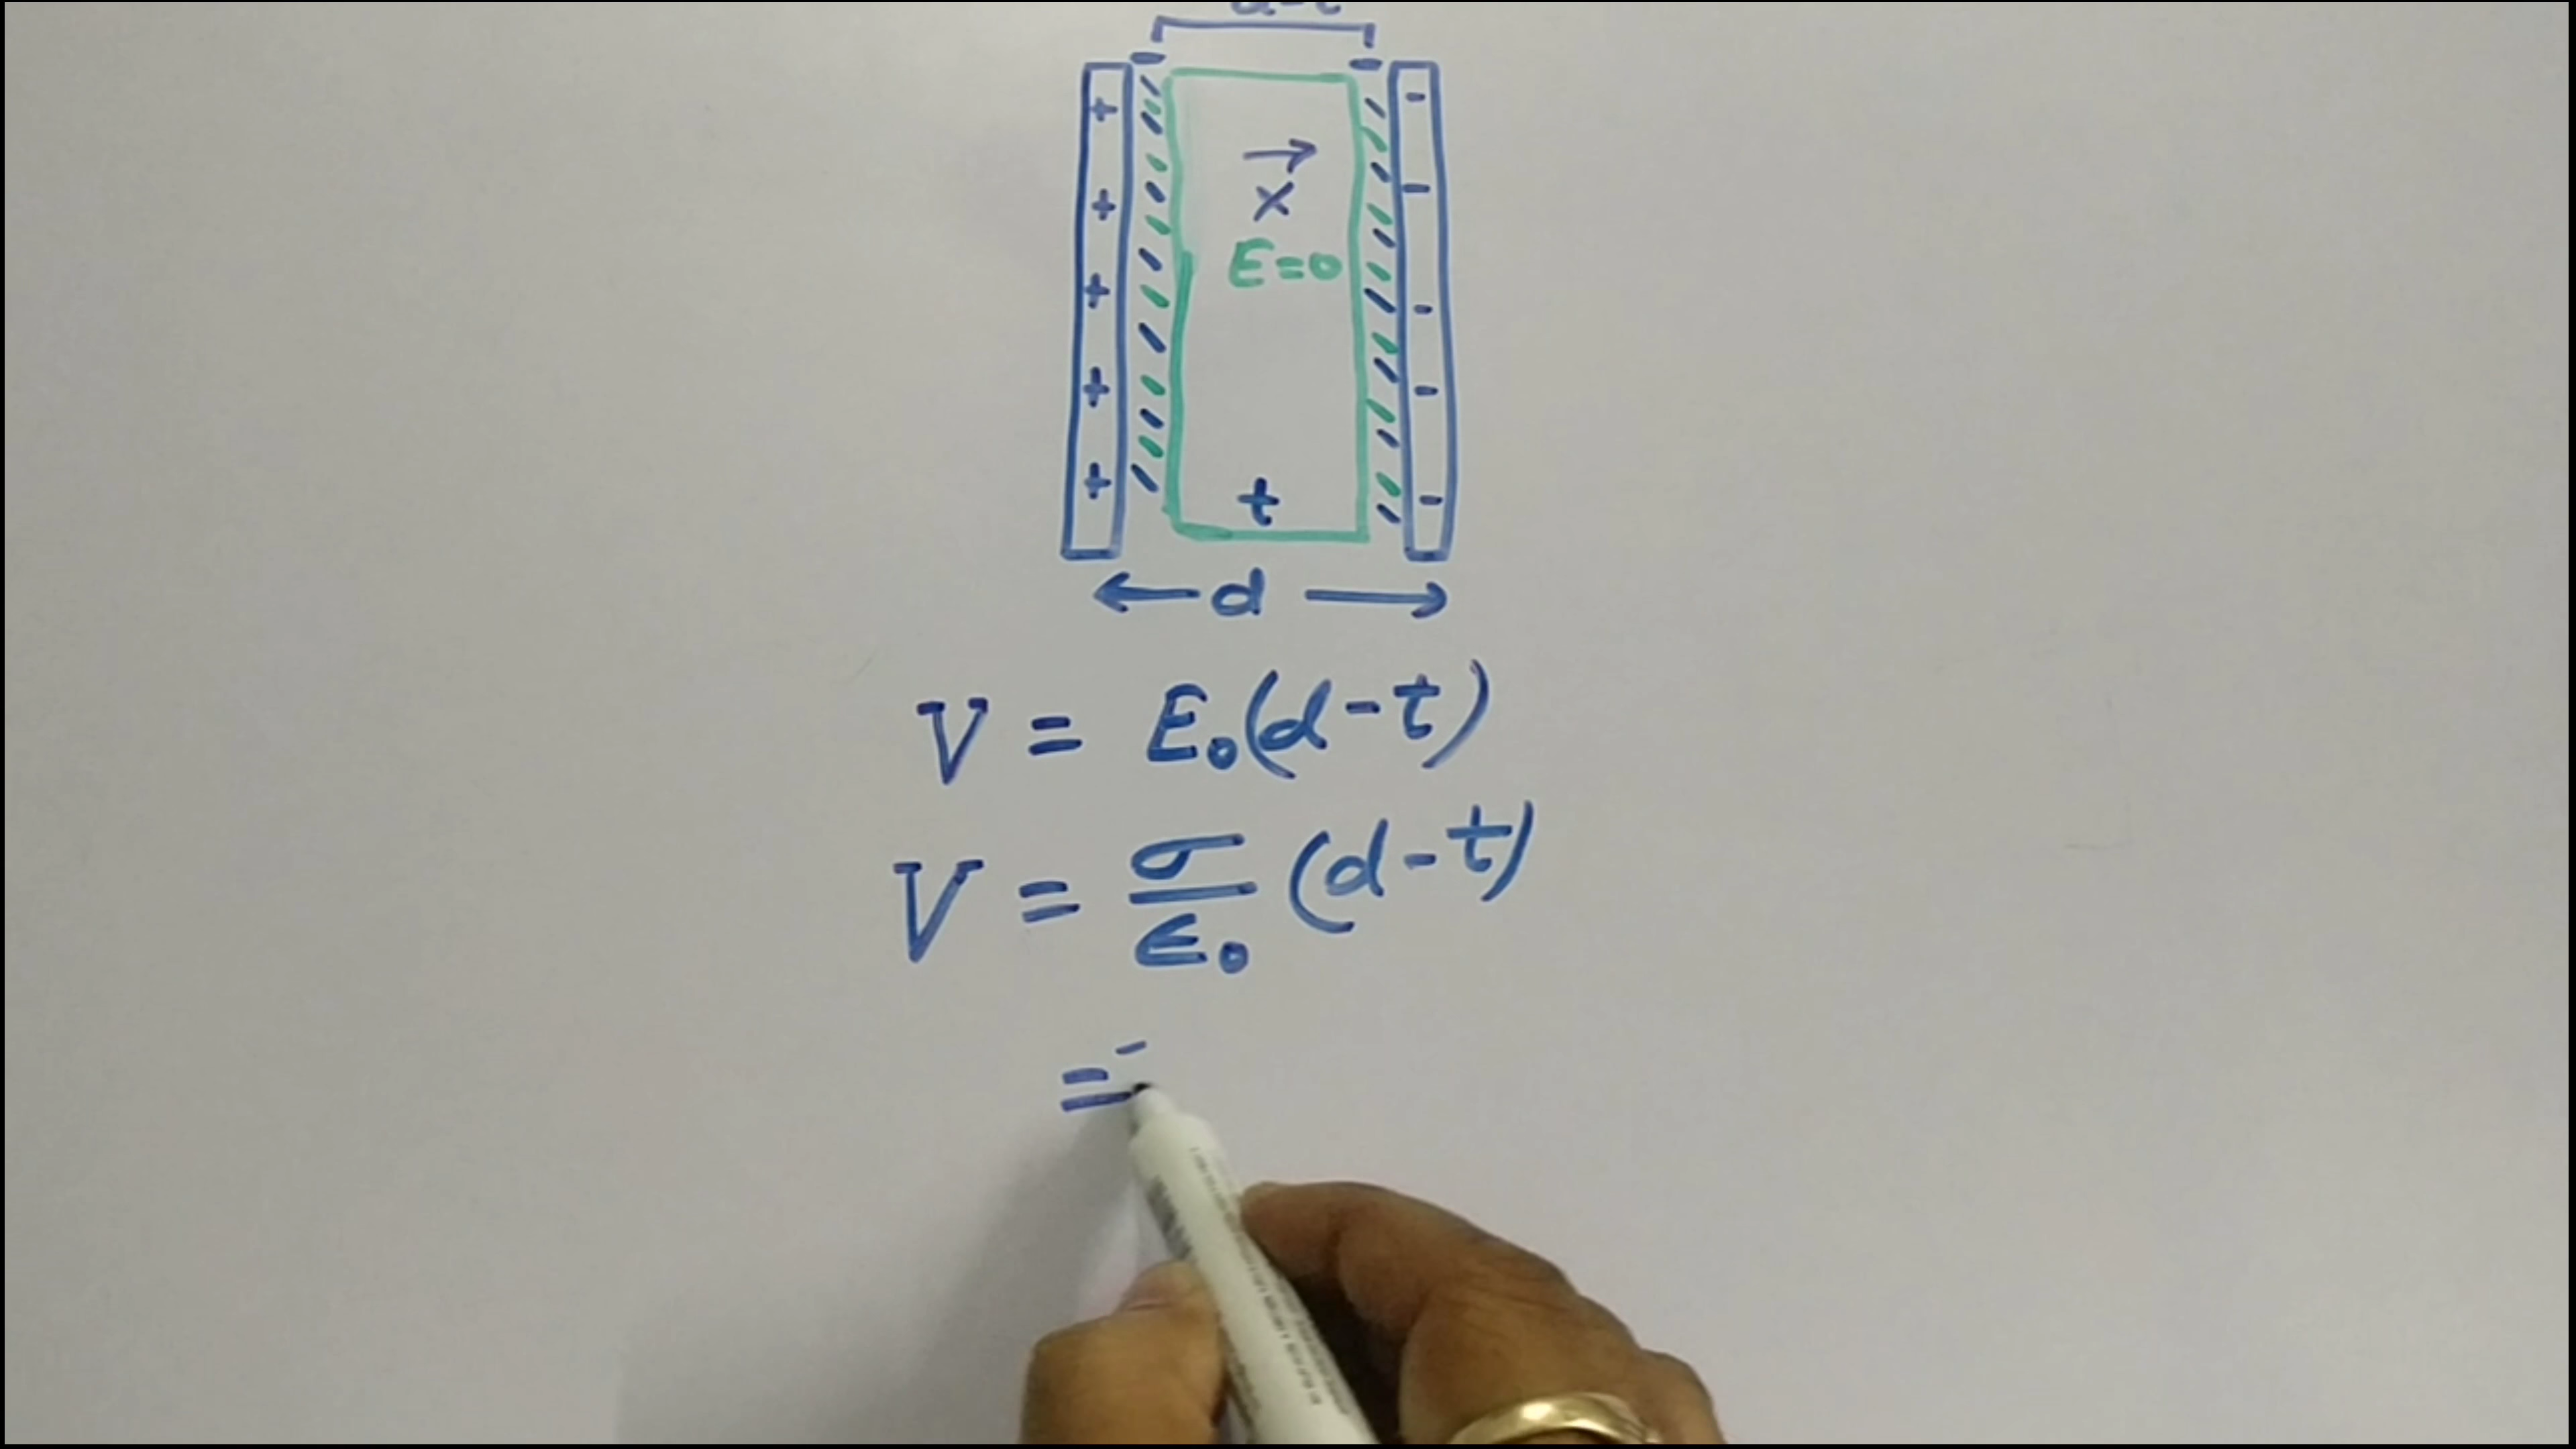 d-t
+ -
→
x
+ -
E=0
+ -
+ -
+ t -
← d →
V = E₀(d-t)
V = σ/ε₀ (d-t)
=